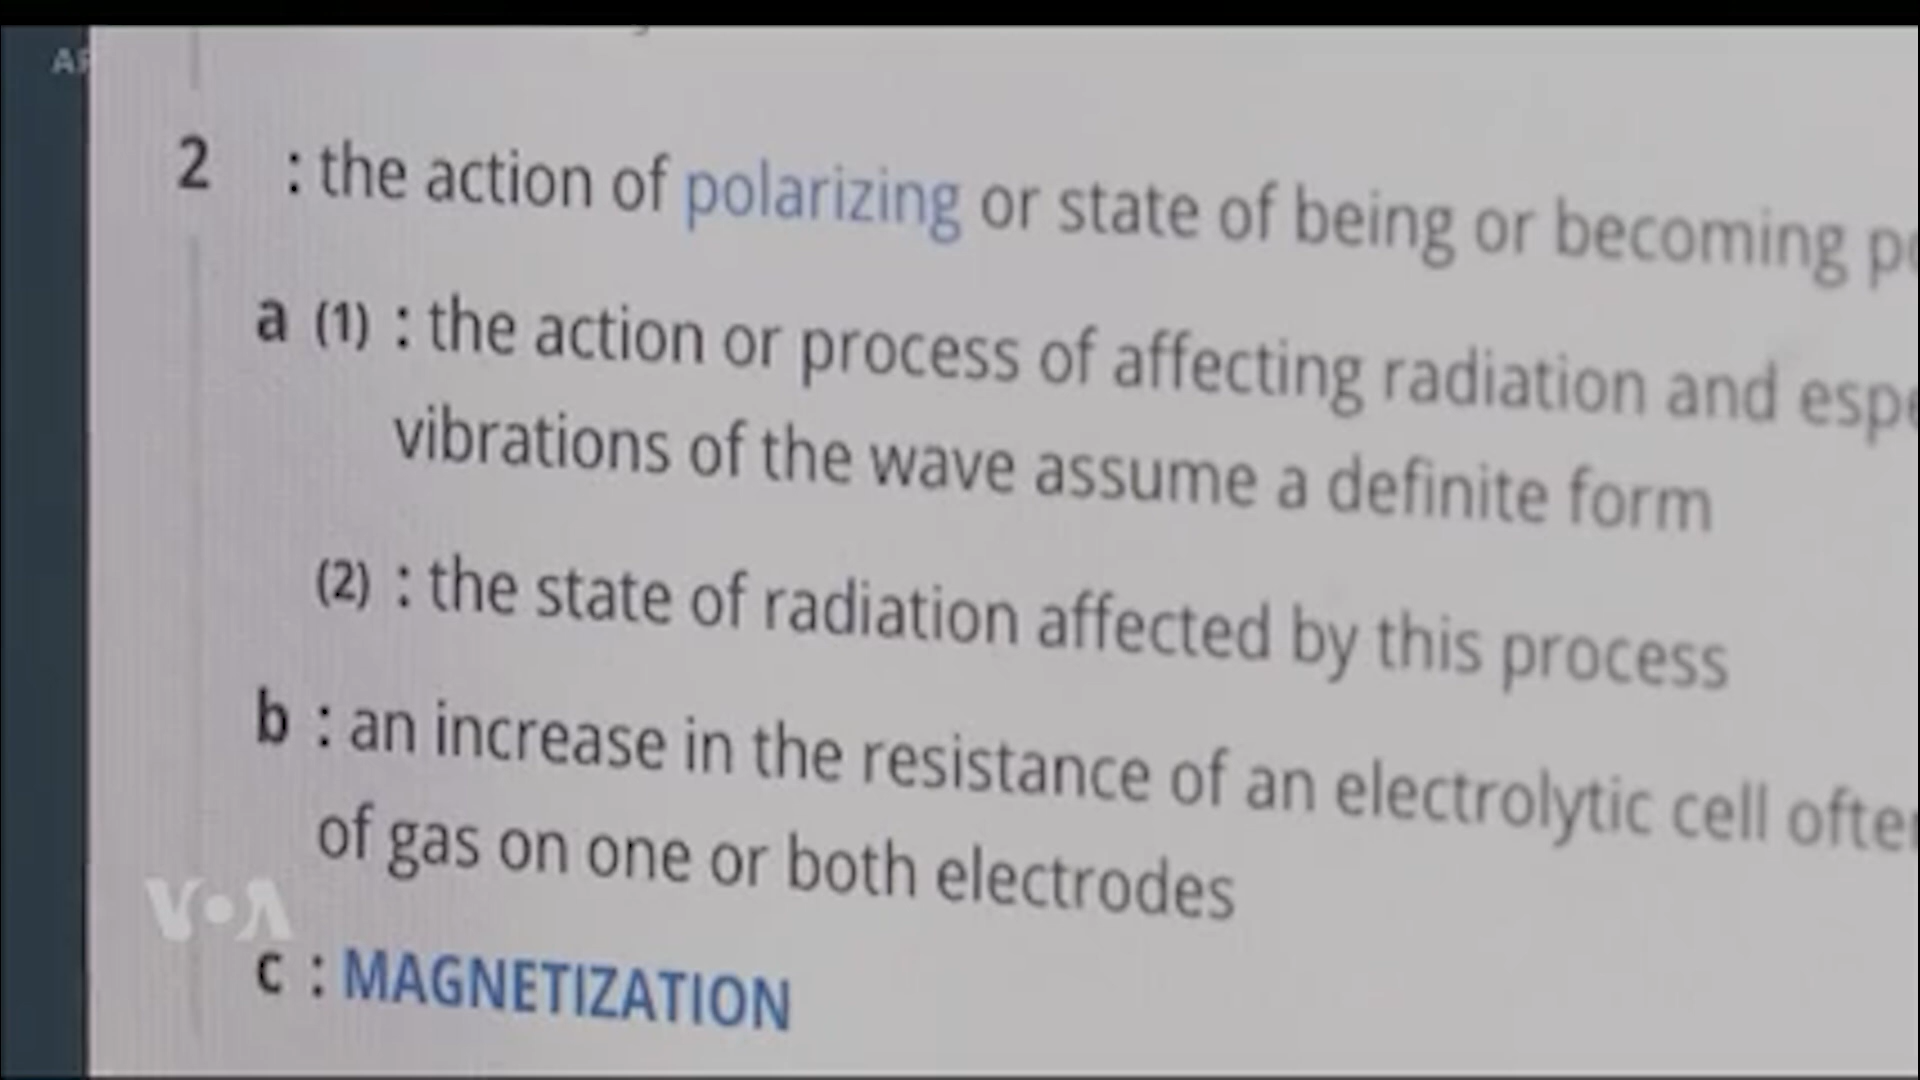 2 : the action of polarizing or state of being or becoming
a (1) : the action or process of affecting radiation and
vibrations of the wave assume a definite form
(2) : the state of radiation affected by this process
b : an increase in the resistance of an electrolytic cell
of gas on one or both electrodes
VOA
c : MAGNETIZATION